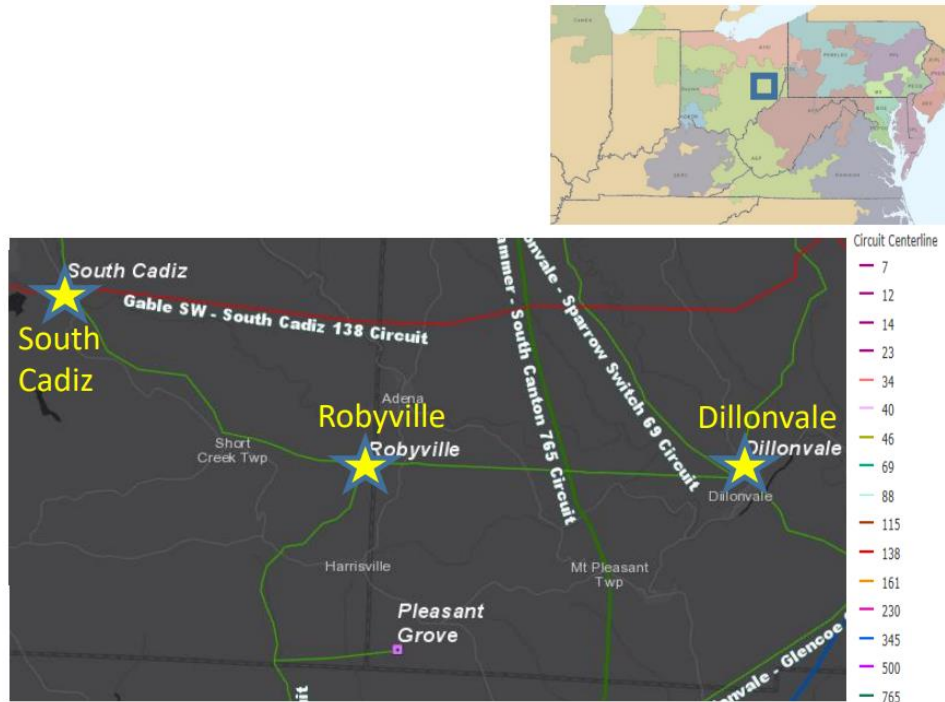 AEP
South Cadiz
South
Cadiz
Gable SW - South Cadiz 138 Circuit
ammer - South Canton 765 Circuit
onvale - Sparrow Switch 69 Circuit
Adena
Robyville
Robyville
Short
Creek Twp
Dillonvale
Dillonvale
Dillonvale
Harrisville
Mt Pleasant
Twp
Pleasant
Grove
uit
onvale - Glencoe
Circuit Centerline
7
12
14
23
34
40
46
69
88
115
138
161
230
345
500
765